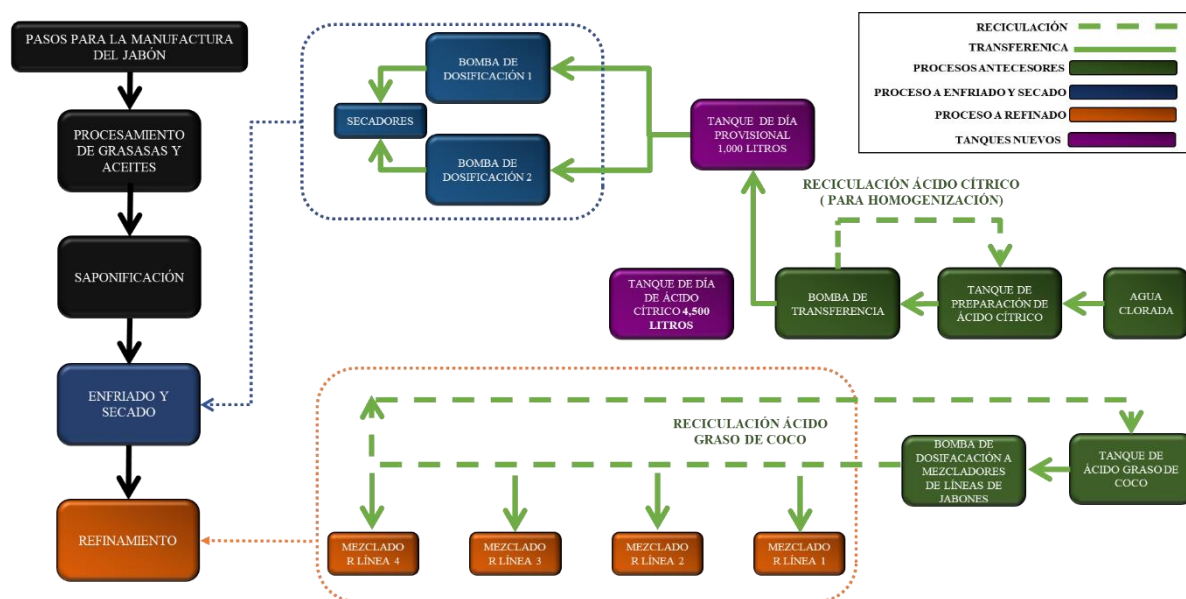 PASOS PARA LA MANUFACTURA
DEL JABÓN
PROCESAMIENTO
DE GRASASAS Y
ACEITES
SAPONIFICACIÓN
ENFRIADO Y
SECADO
REFINAMIENTO
BOMBA DE
DOSIFICACIÓN 1
SECADORES
BOMBA DE
DOSIFICACIÓN 2
TANQUE DE DÍA
PROVISIONAL
1,000 LITROS
RECICULACIÓN
TRANSFERENICA
PROCESOS ANTECESORES
PROCESO A ENFRIADO Y SECADO
PROCESO A REFINADO
TANQUES NUEVOS
RECICULACIÓN ÁCIDO CÍTRICO
( PARA HOMOGENIZACIÓN)
TANQUE DE DÍA
DE ÁCIDO
CÍTRICO 4,500
LITROS
BOMBA DE
TRANSFERENCIA
TANQUE DE
PREPARACIÓN DE
ÁCIDO CÍTRICO
AGUA
CLORADA
RECICULACIÓN ÁCIDO
GRASO DE COCO
BOMBA DE
DOSIFACACIÓN A
MEZCLADORES
DE LÍNEAS DE
JABONES
TANQUE DE
ÁCIDO GRASO DE
COCO
MEZCLADO
R LÍNEA 4
MEZCLADO
R LÍNEA 3
MEZCLADO
R LÍNEA 2
MEZCLADO
R LÍNEA 1